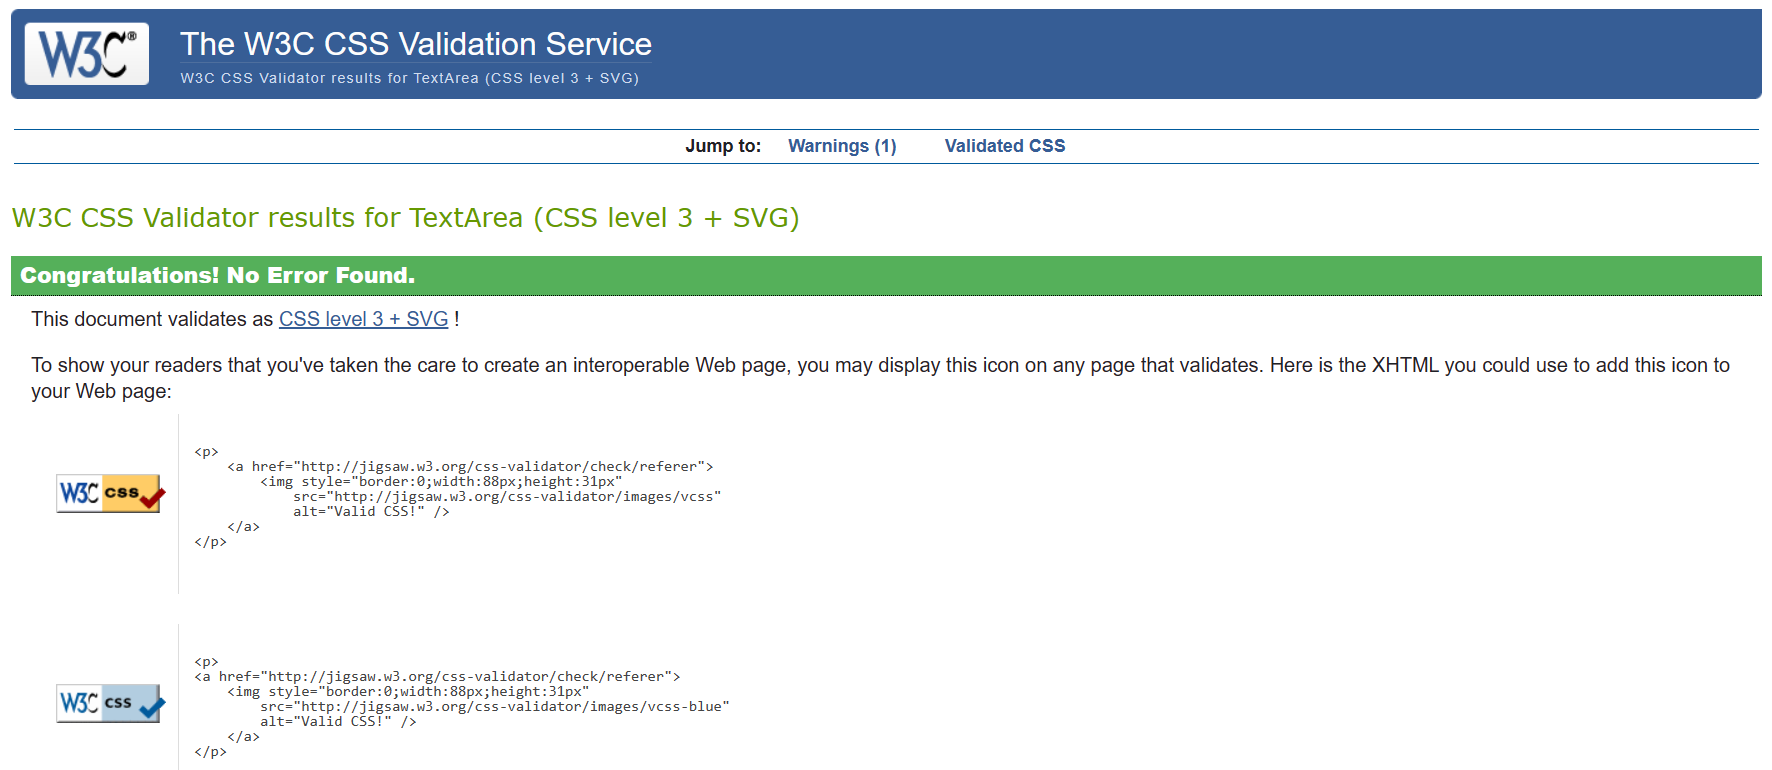 W3C®
The W3C CSS Validation Service
W3C CSS Validator results for TextArea (CSS level 3 + SVG)
Jump to: Warnings (1) Validated CSS
W3C CSS Validator results for TextArea (CSS level 3 + SVG)
Congratulations! No Error Found.
This document validates as CSS level 3 + SVG !
To show your readers that you've taken the care to create an interoperable Web page, you may display this icon on any page that validates. Here is the XHTML you could use to add this icon to
your Web page:
W3C css
<p>
<a href="http://jigsaw.w3.org/css-validator/check/referer">
<img style="border:0;width:88px;height:31px"
src="http://jigsaw.w3.org/css-validator/images/vcss"
alt="Valid CSS!" />
</a>
</p>
W3C css
<p>
<a href="http://jigsaw.w3.org/css-validator/check/referer">
<img style="border:0;width:88px;height:31px"
src="http://jigsaw.w3.org/css-validator/images/vcss-blue"
alt="Valid CSS!" />
</a>
</p>